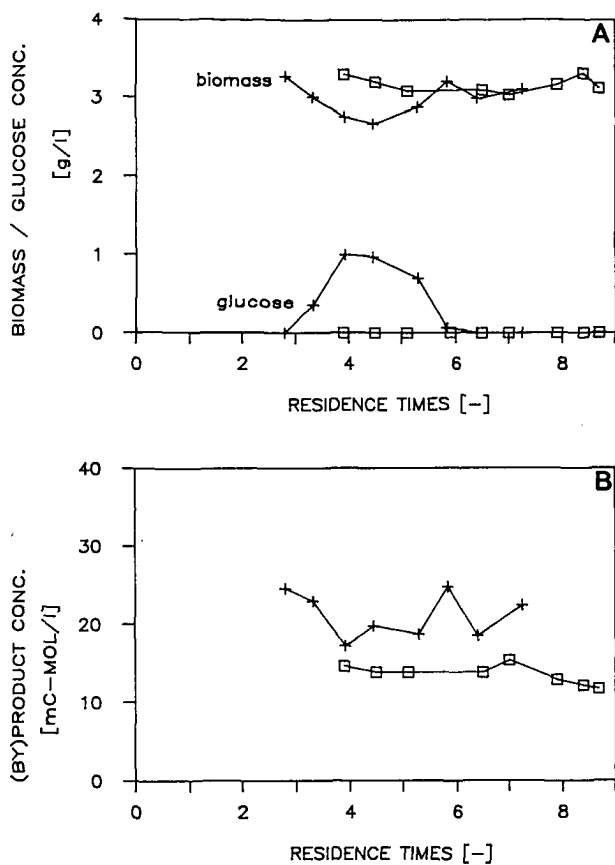 A
BIOMASS / GLUCOSE CONC.
[g/l]
4
3
2
1
0
biomass
glucose
0 2 4 6 8
RESIDENCE TIMES [-]
B
(BY)PRODUCT CONC.
[mC-MOL/l]
40
30
20
10
0
0 2 4 6 8
RESIDENCE TIMES [-]